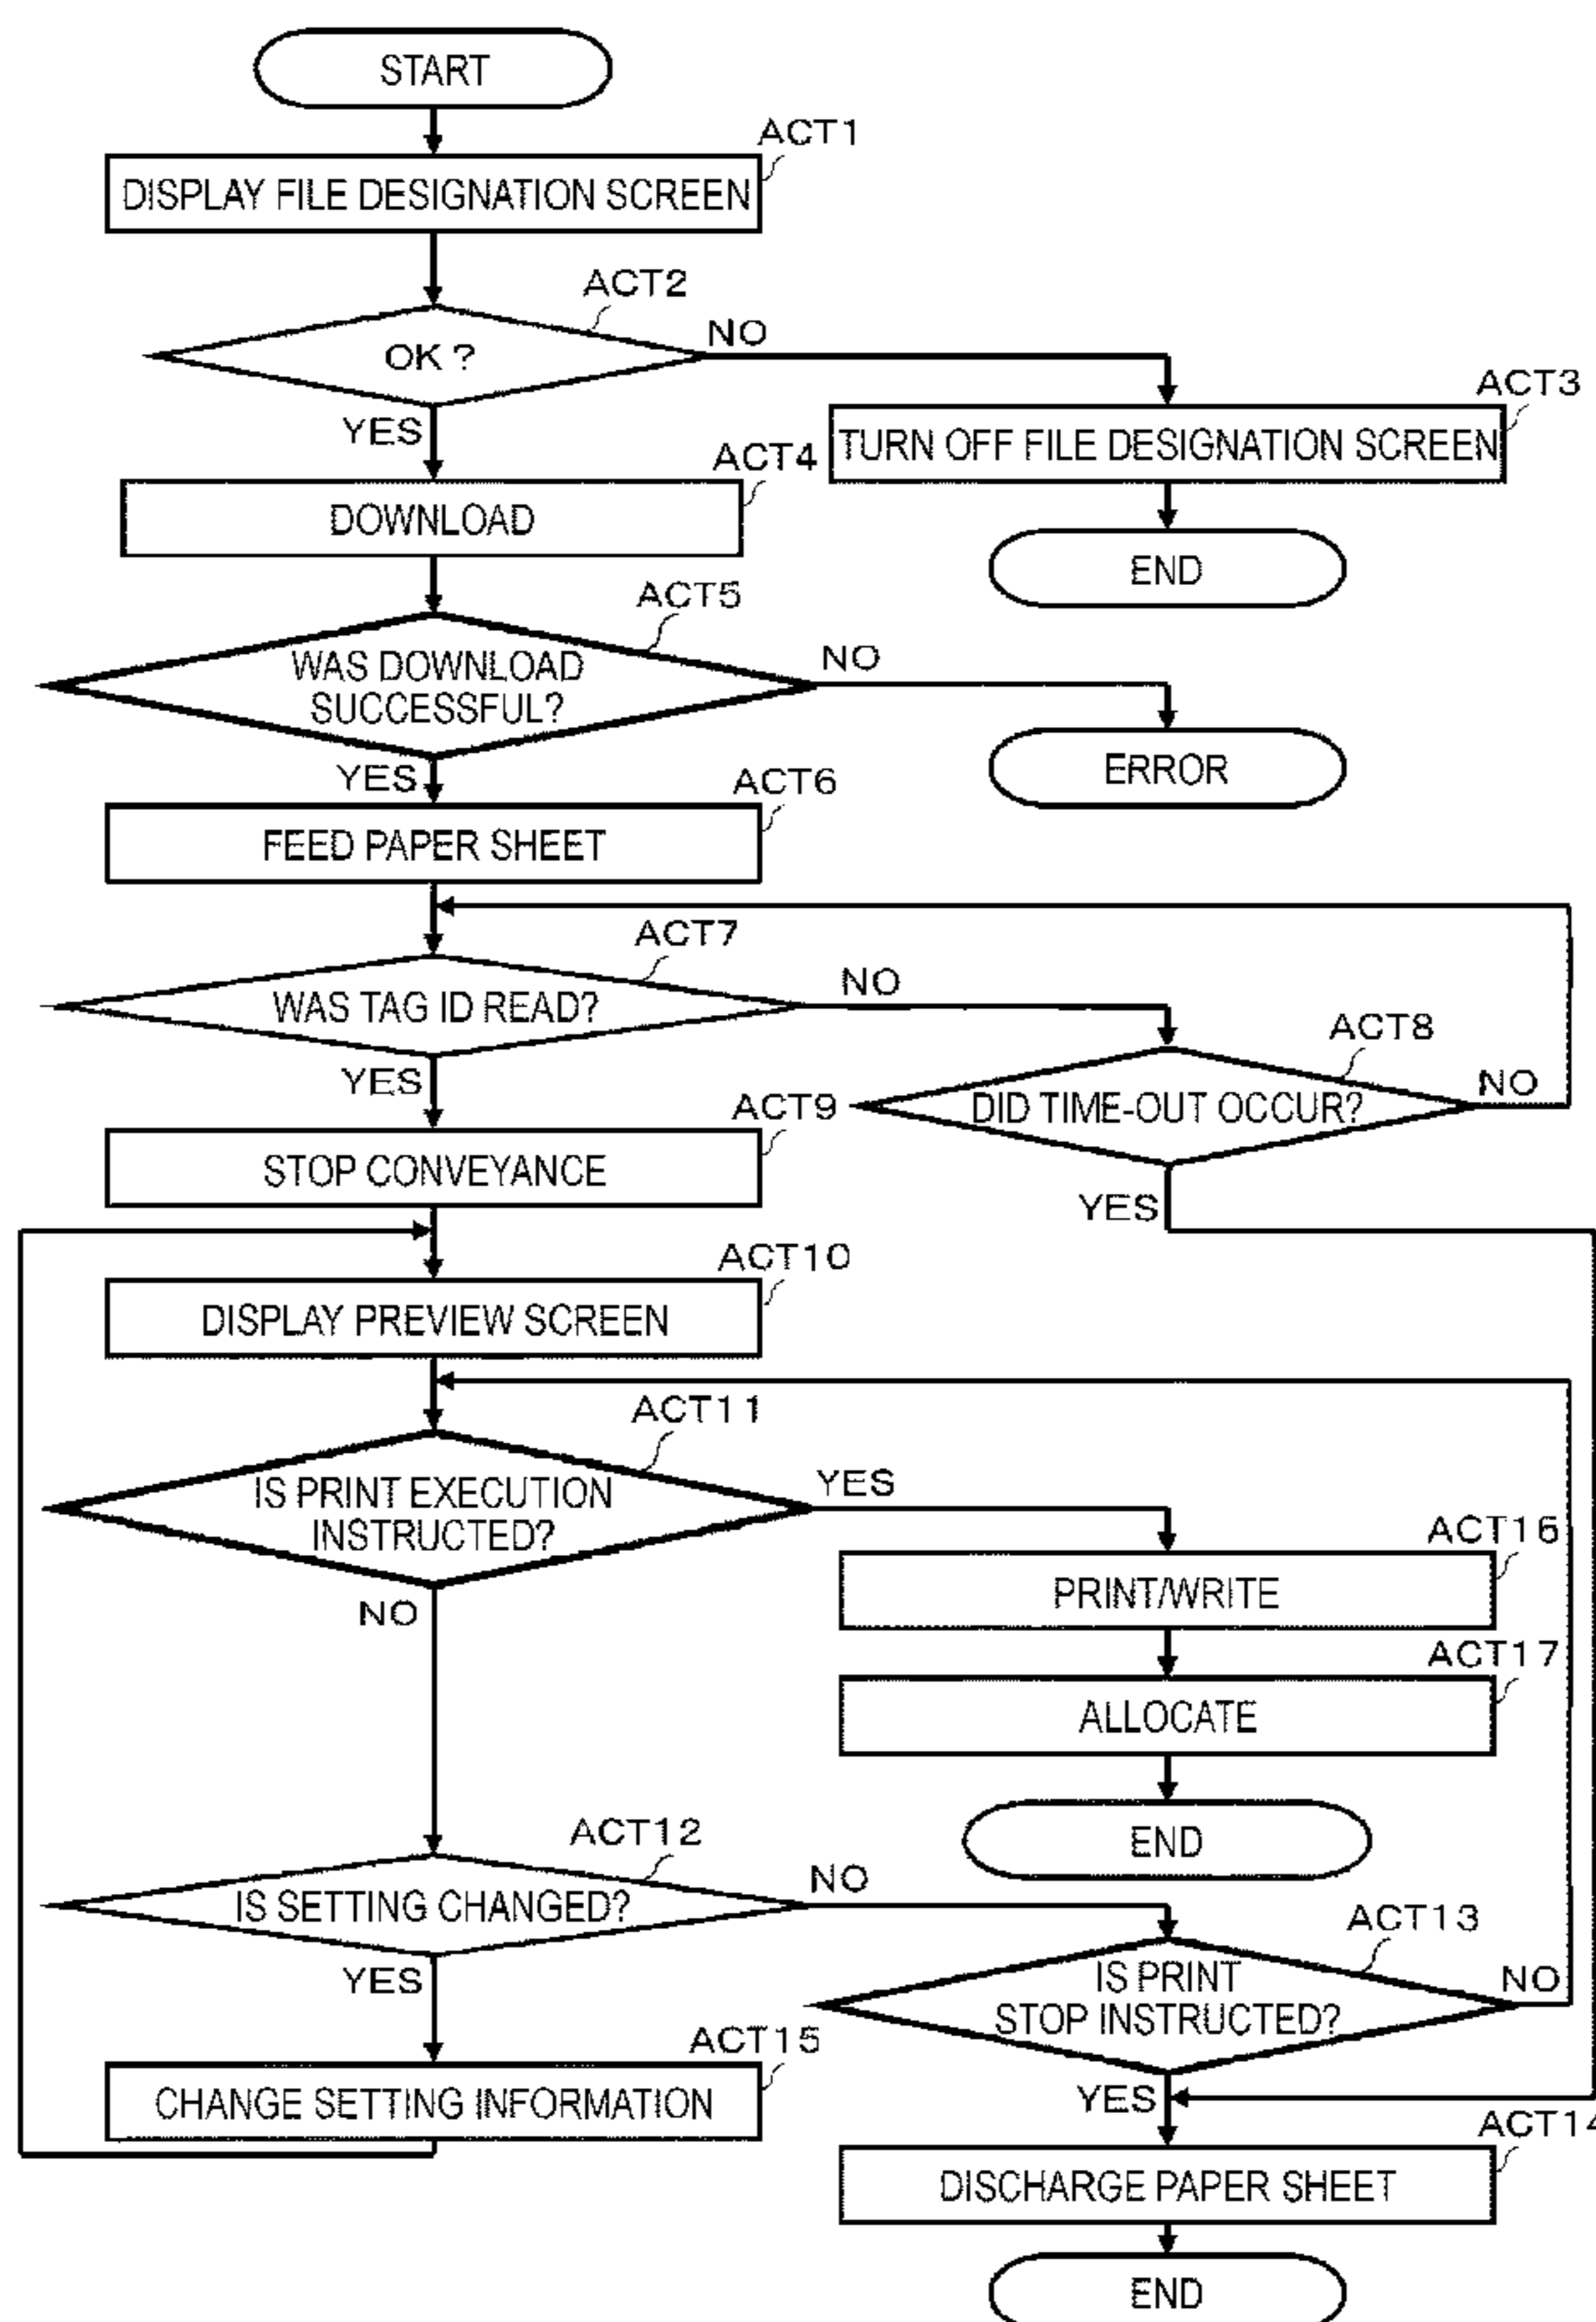 START
ACT1
DISPLAY FILE DESIGNATION SCREEN
ACT2
OK ?
NO
YES
ACT3
TURN OFF FILE DESIGNATION SCREEN
END
ACT4
DOWNLOAD
ACT5
WAS DOWNLOAD
SUCCESSFUL?
NO
ERROR
YES
ACT6
FEED PAPER SHEET
ACT7
WAS TAG ID READ?
NO
ACT8
DID TIME-OUT OCCUR?
NO
YES
YES
ACT9
STOP CONVEYANCE
ACT10
DISPLAY PREVIEW SCREEN
ACT11
IS PRINT EXECUTION
INSTRUCTED?
YES
NO
ACT16
PRINT/WRITE
ACT17
ALLOCATE
END
ACT12
IS SETTING CHANGED?
NO
YES
ACT13
IS PRINT
STOP INSTRUCTED?
NO
YES
ACT15
CHANGE SETTING INFORMATION
ACT14
DISCHARGE PAPER SHEET
END